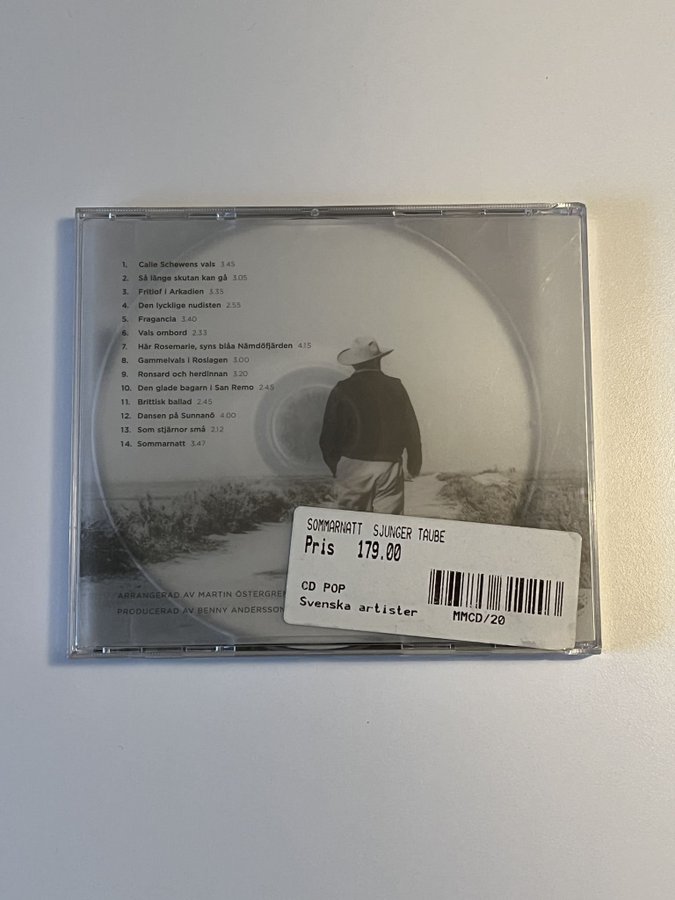 1. Calle Schewens vals 3.45
2. Så länge skutan kan gå 3.05
3. Fritiof i Arkadien 3.35
4. Den lycklige nudisten 2.55
5. Fragancia 3.40
6. Vals ombord 2.33
7. Här Rosemarie, syns blåa Nämdöfjärden 4.15
8. Gammelvals i Roslagen 3.00
9. Ronsard och herdinnan 3.20
10. Den glade bagarn i San Remo 2.45
11. Brittisk ballad 2.45
12. Dansen på Sunnanö 4.00
13. Som stjärnor små 2.12
14. Sommarnatt 3.47
ARRANGERAD AV MARTIN ÖSTERGREN
PRODUCERAD AV BENNY ANDERSSON
SOMMARNATT SJUNGER TAUBE
Pris 179.00
CD POP
Svenska artister
MMCD/20